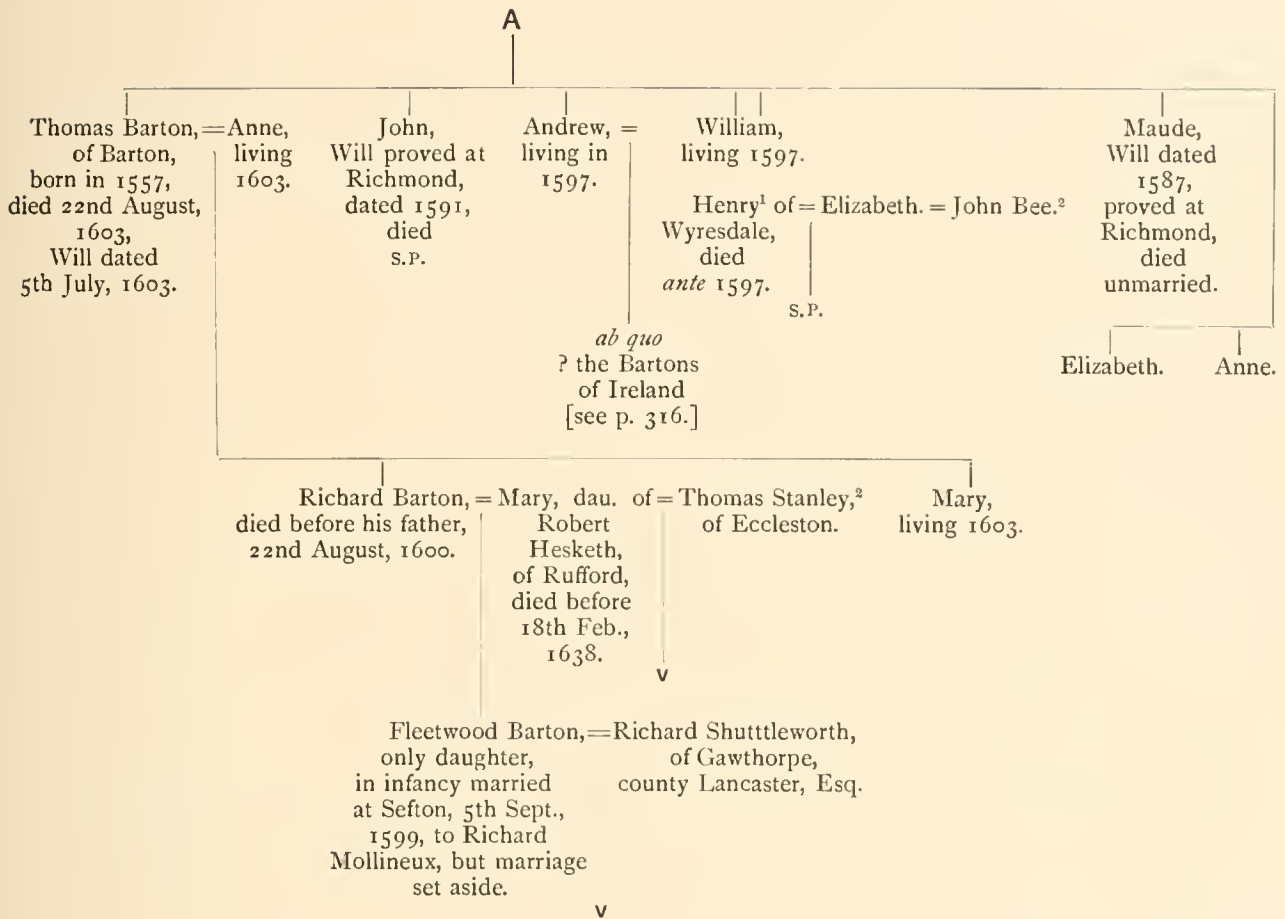 A
Thomas Barton,=Anne,
of Barton,
born in 1557,
died 22nd August,
1603,
Will dated
5th July, 1603.
living
1603.
John,
Will proved at
Richmond,
dated 1591,
died
S.P.
Andrew, =
living in
1597.
ab quo
? the Bartons
of Ireland
[see p. 316.]
William,
living 1597.
Henry¹ of = Elizabeth. = John Bee.²
Wyresdale,
died
ante 1597.
S.P.
Maude,
Will dated
1587,
proved at
Richmond,
died
unmarried.
Elizabeth. Anne.
Richard Barton, = Mary, dau. of = Thomas Stanley,²
died before his father,
22nd August, 1600.
Robert
Hesketh,
of Rufford,
died before
18th Feb.,
1638.
of Eccleston.
v
Mary,
living 1603.
Fleetwood Barton,=Richard Shutttleworth,
only daughter,
in infancy married
at Sefton, 5th Sept.,
1599, to Richard
Mollineux, but marriage
set aside.
of Gawthorpe,
county Lancaster, Esq.
v